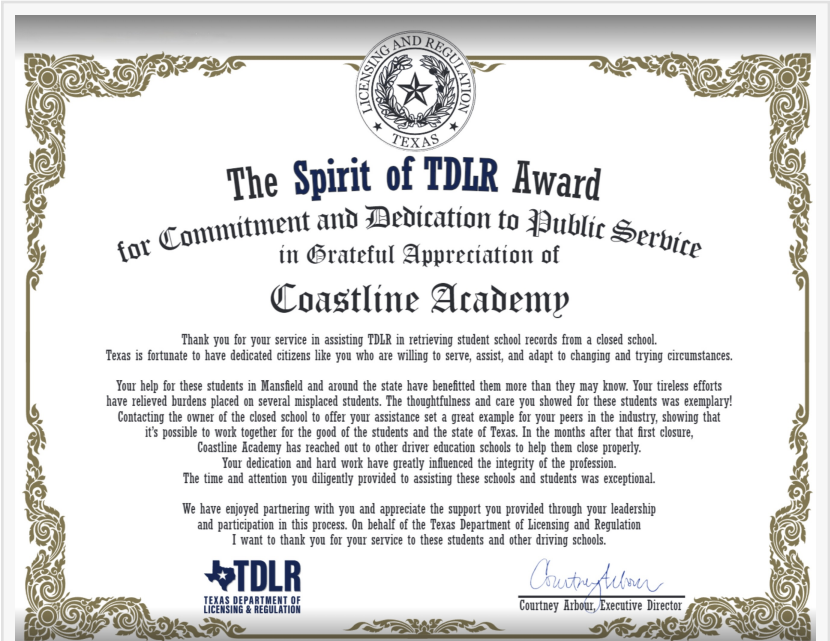 LICENSING AND REGULATION
TEXAS
The Spirit of TDLR Award
for Commitment and Dedication to Public Service
in Grateful Appreciation of
Coastline Academy
Thank you for your service in assisting TDLR in retrieving student school records from a closed school.
Texas is fortunate to have dedicated citizens like you who are willing to serve, assist, and adapt to changing and trying circumstances.
Your help for these students in Mansfield and around the state have benefitted them more than they may know. Your tireless efforts
have relieved burdens placed on several misplaced students. The thoughtfulness and care you showed for these students was exemplary!
Contacting the owner of the closed school to offer your assistance set a great example for your peers in the industry, showing that
it's possible to work together for the good of the students and the state of Texas. In the months after that first closure,
Coastline Academy has reached out to other driver education schools to help them close properly.
Your dedication and hard work have greatly influenced the integrity of the profession.
The time and attention you diligently provided to assisting these schools and students was exceptional.
We have enjoyed partnering with you and appreciate the support you provided through your leadership
and participation in this process. On behalf of the Texas Department of Licensing and Regulation
I want to thank you for your service to these students and other driving schools.
TDLR
TEXAS DEPARTMENT OF
LICENSING & REGULATION
Courtney Arbour
Courtney Arbour, Executive Director